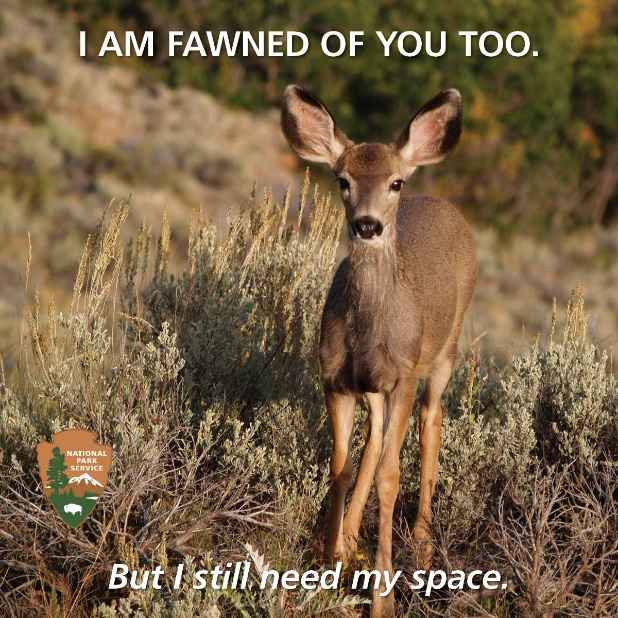 I AM FAWNED OF YOU TOO.
NATIONAL
PARK
SERVICE
But I still need my space.